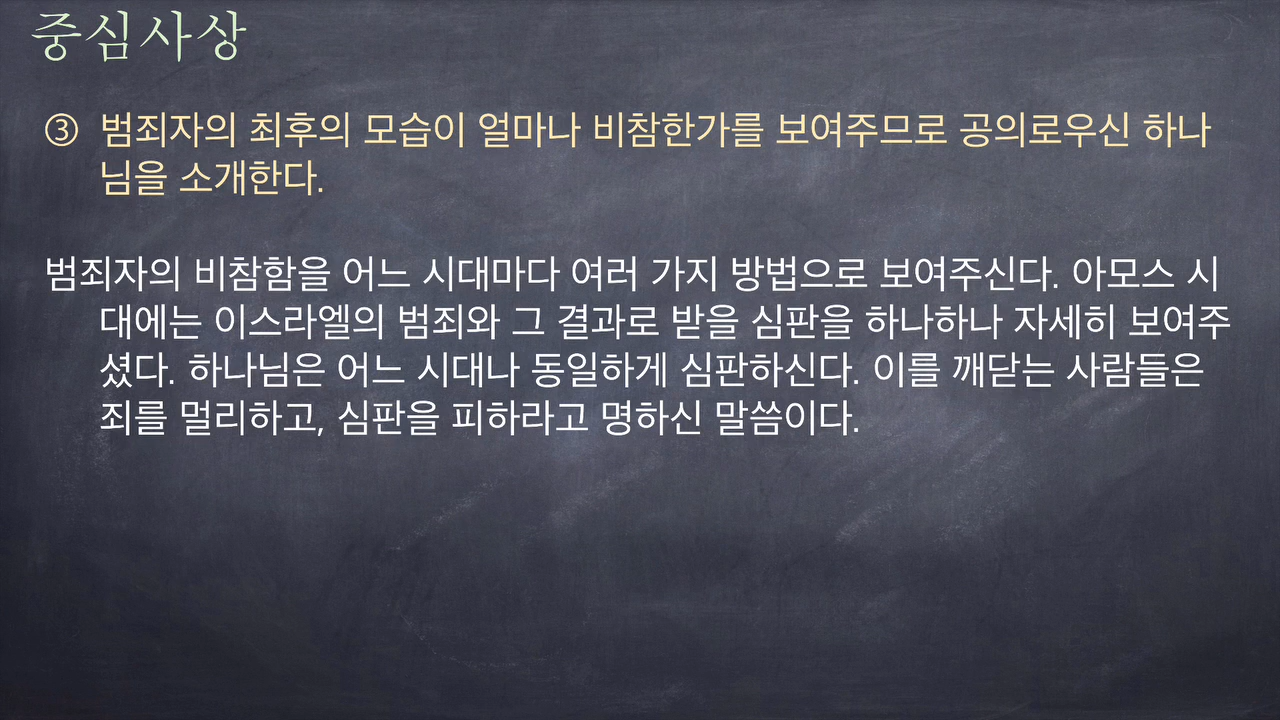 중심사상
③ 범죄자의 최후의 모습이 얼마나 비참한가를 보여주므로 공의로우신 하나
님을 소개한다.
범죄자의 비참함을 어느 시대마다 여러 가지 방법으로 보여주신다. 아모스 시
대에는 이스라엘의 범죄와 그 결과로 받을 심판을 하나하나 자세히 보여주
셨다. 하나님은 어느 시대나 동일하게 심판하신다. 이를 깨닫는 사람들은
죄를 멀리하고, 심판을 피하라고 명하신 말씀이다.